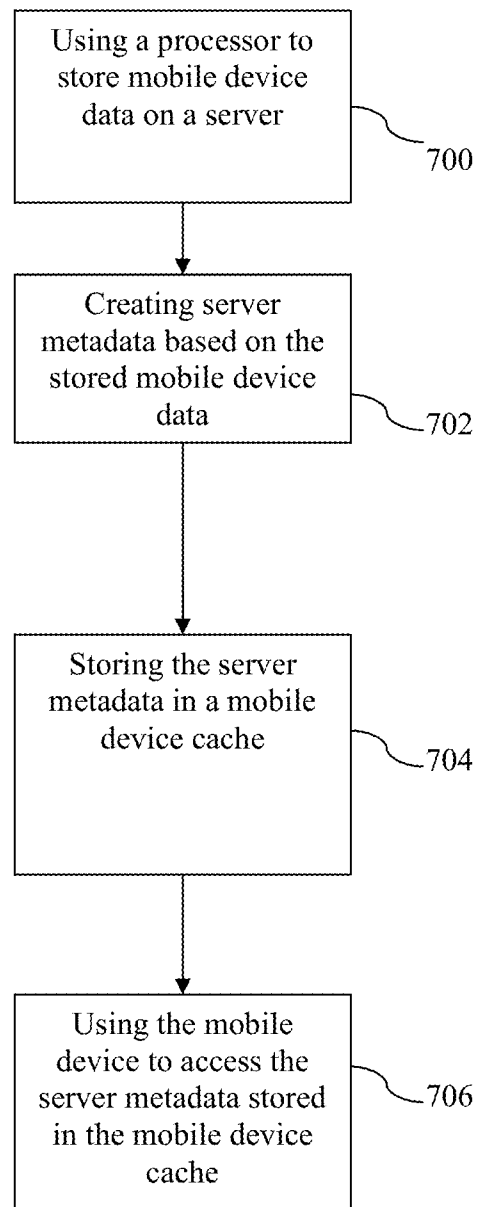 Using a processor to
store mobile device
data on a server
700
Creating server
metadata based on the
stored mobile device
data
702
Storing the server
metadata in a mobile
device cache
704
Using the mobile
device to access the
server metadata stored
in the mobile device
cache
706